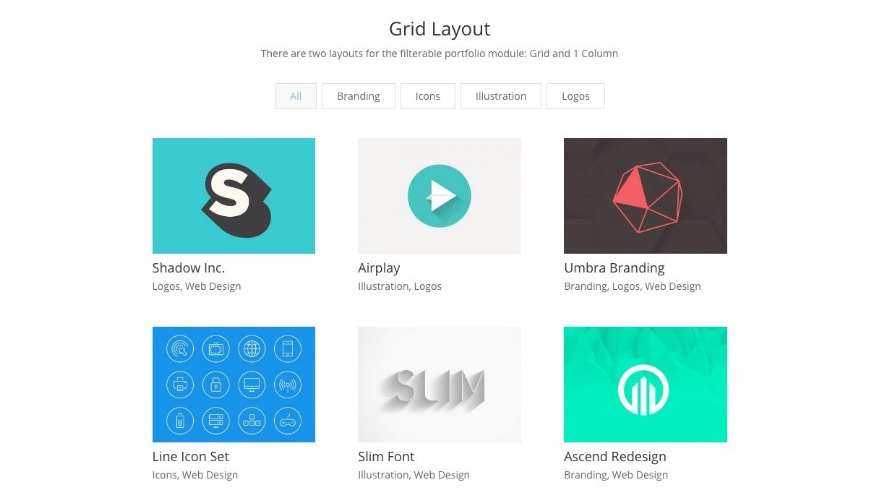 Grid Layout
There are two layouts for the filterable portfolio module: Grid and 1 Column
All Branding Icons Illustration Logos
S
Shadow Inc.
Logos, Web Design
Airplay
Illustration, Logos
Umbra Branding
Branding, Logos, Web Design
Line Icon Set
Icons, Web Design
SLIM
Slim Font
Illustration, Web Design
Ascend Redesign
Branding, Web Design